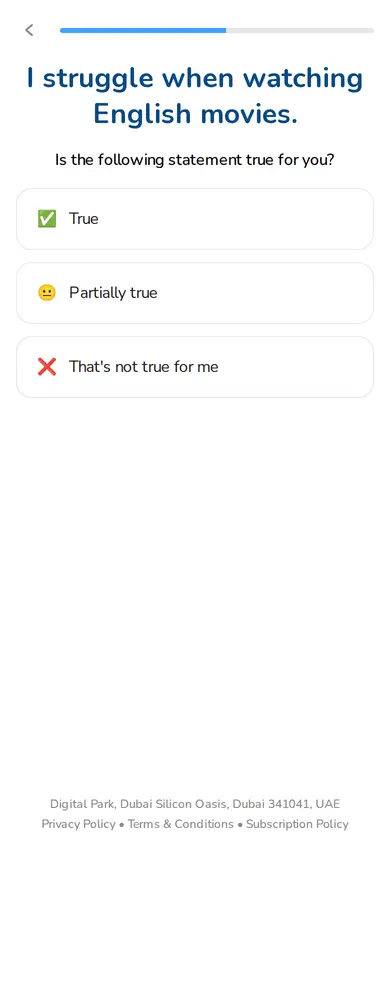 I struggle when watching
English movies.
Is the following statement true for you?
True
Partially true
That's not true for me
Digital Park, Dubai Silicon Oasis, Dubai 341041, UAE
Privacy Policy • Terms & Conditions • Subscription Policy